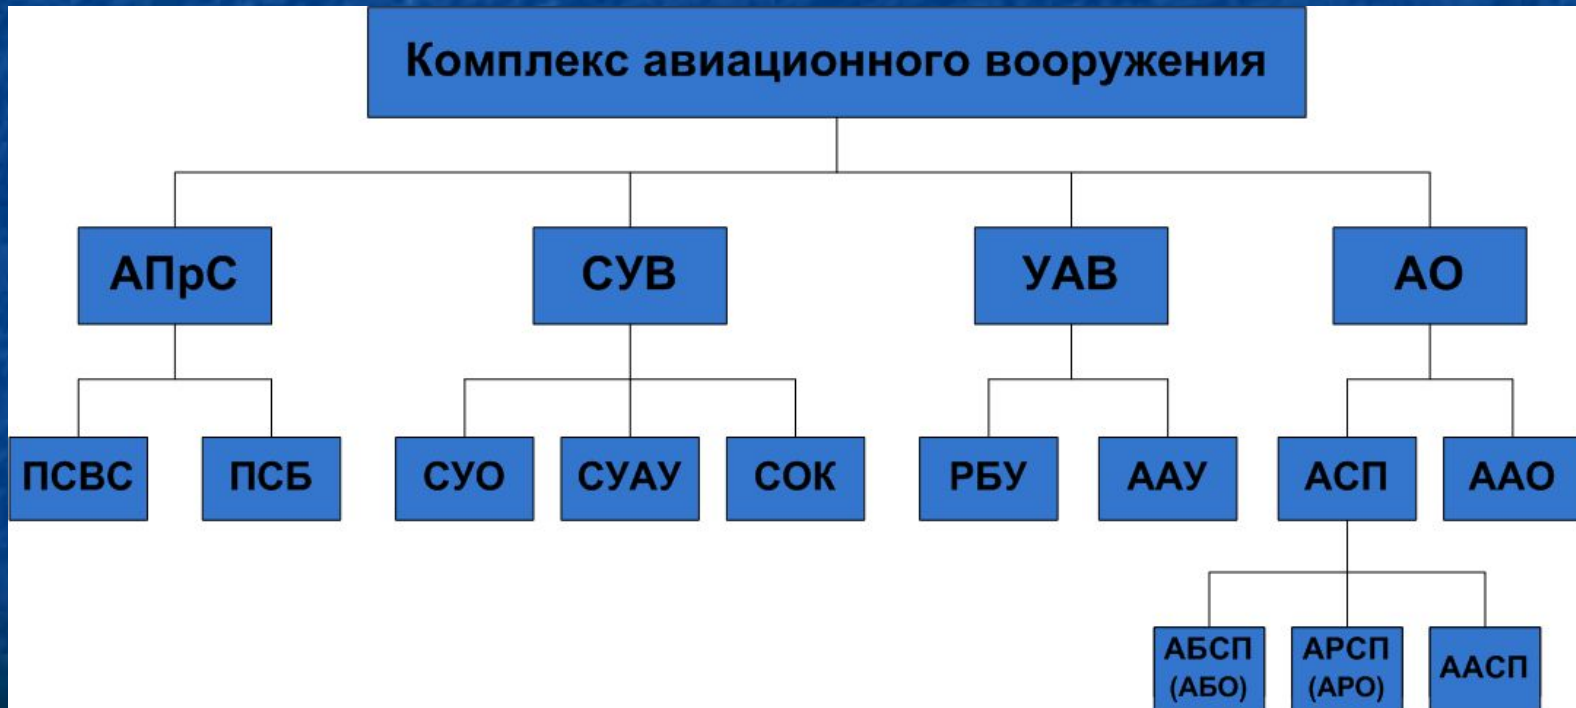 Комплекс авиационного вооружения
АПрС СУВ УАВ АО
ПСВС ПСБ СУО СУАУ СОК РБУ ААУ АСП ААО
АБСП АРСП ААСП
(АБО) (АРО)